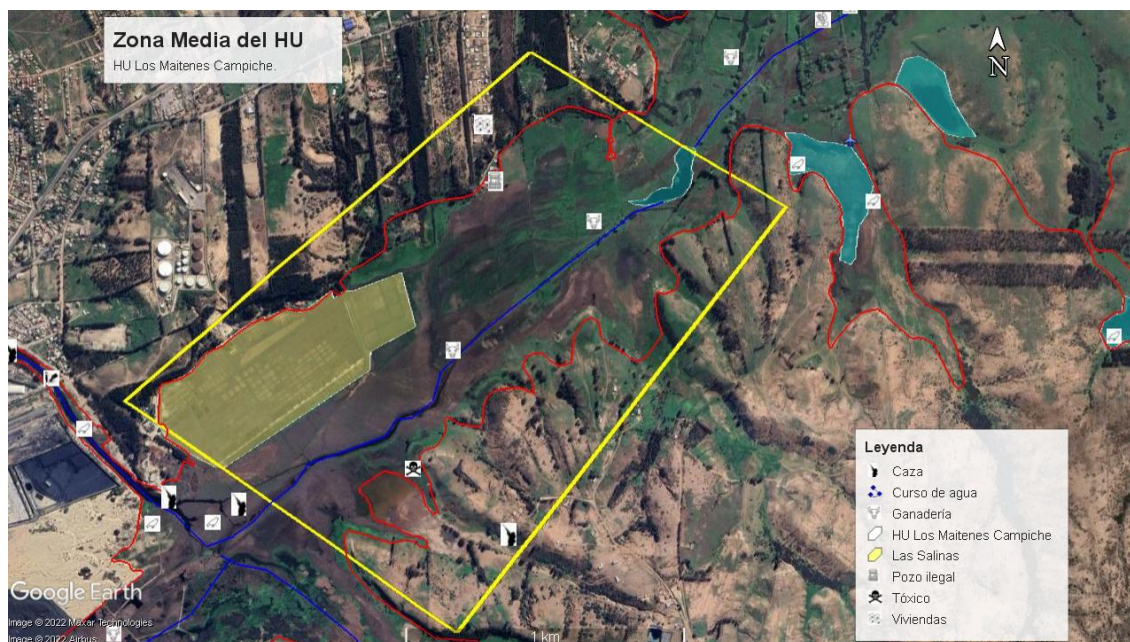 Zona Media del HU
HU Los Maitenes Campiche.
N
Leyenda
Caza
Curso de agua
Ganadería
HU Los Maitenes Campiche
Las Salinas
Pozo ilegal
Tóxico
Viviendas
Google Earth
Image © 2022 Maxar Technologies
Image © 2022 Airbus
1 km